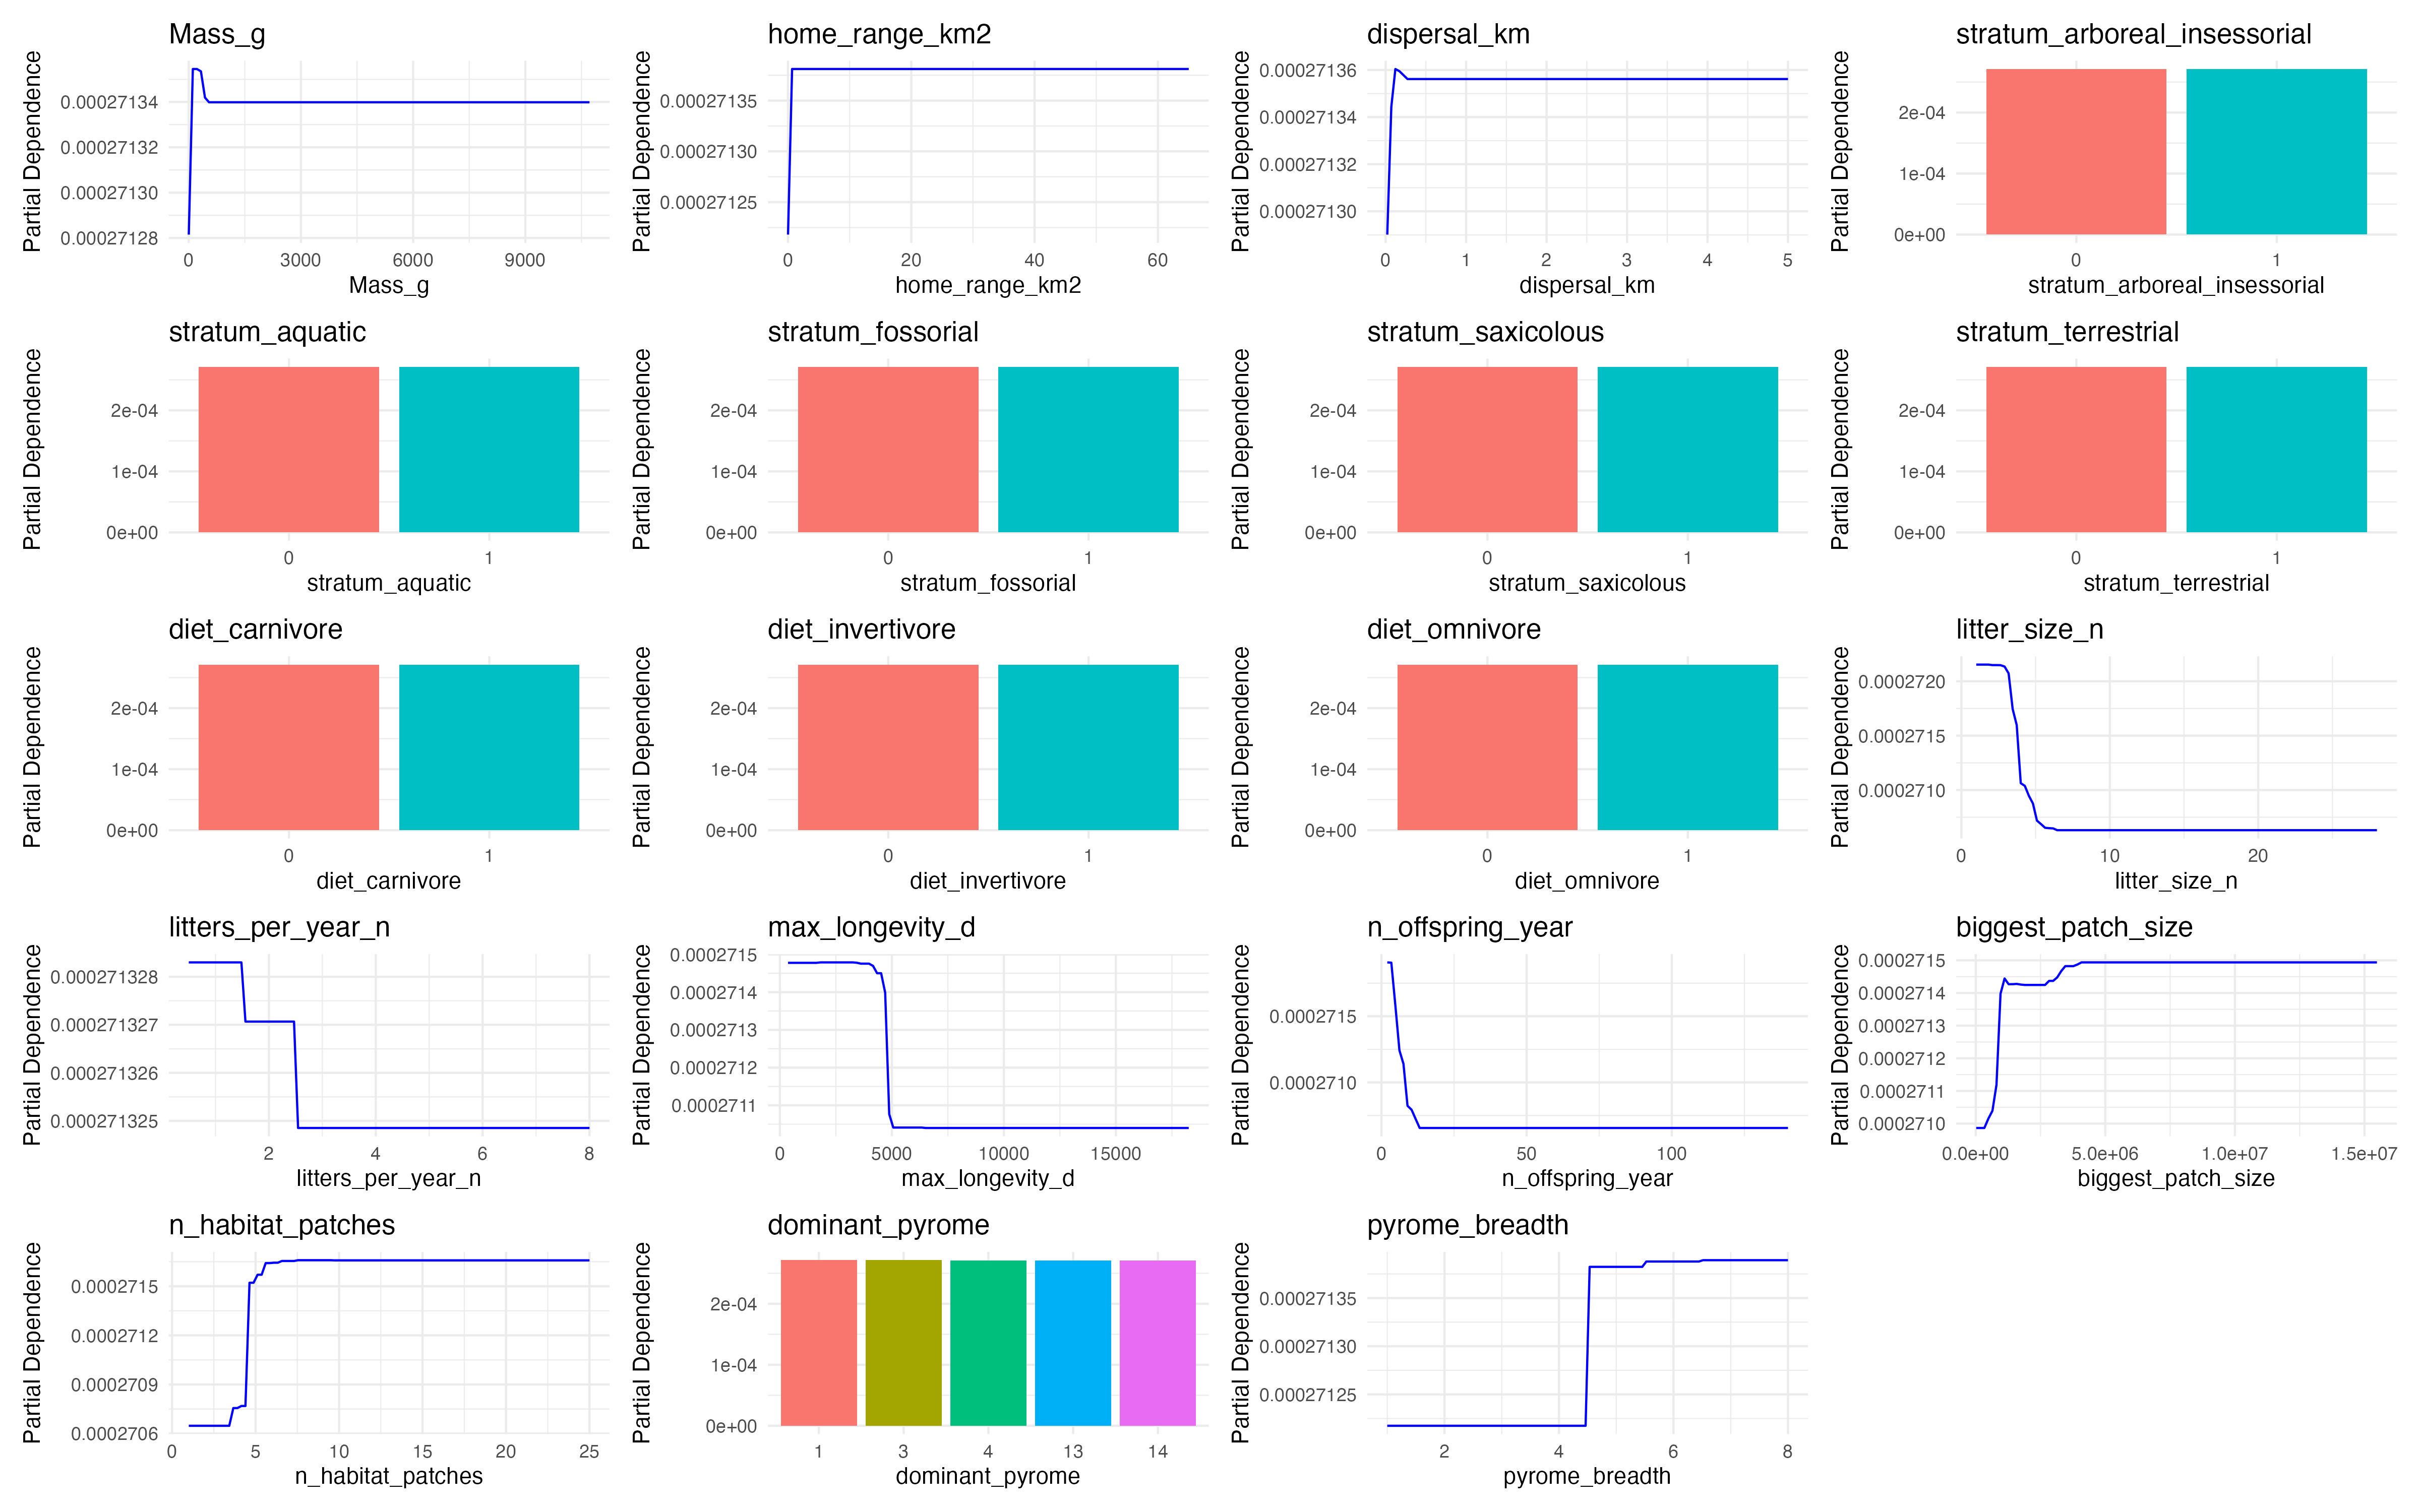 Mass_g
Partial Dependence
0.00027134
0.00027132
0.00027130
0.00027128
0 3000 6000 9000
Mass_g
home_range_km2
Partial Dependence
0.00027135
0.00027130
0.00027125
0 20 40 60
home_range_km2
dispersal_km
Partial Dependence
0.00027136
0.00027134
0.00027132
0.00027130
0 1 2 3 4 5
dispersal_km
stratum_arboreal_insessorial
Partial Dependence
2e-04
1e-04
0e+00
0 1
stratum_arboreal_insessorial
stratum_aquatic
Partial Dependence
2e-04
1e-04
0e+00
0 1
stratum_aquatic
stratum_fossorial
Partial Dependence
2e-04
1e-04
0e+00
0 1
stratum_fossorial
stratum_saxicolous
Partial Dependence
2e-04
1e-04
0e+00
0 1
stratum_saxicolous
stratum_terrestrial
Partial Dependence
2e-04
1e-04
0e+00
0 1
stratum_terrestrial
diet_carnivore
Partial Dependence
2e-04
1e-04
0e+00
0 1
diet_carnivore
diet_invertivore
Partial Dependence
2e-04
1e-04
0e+00
0 1
diet_invertivore
diet_omnivore
Partial Dependence
2e-04
1e-04
0e+00
0 1
diet_omnivore
litter_size_n
Partial Dependence
0.0002720
0.0002715
0.0002710
0 10 20
litter_size_n
litters_per_year_n
Partial Dependence
0.000271328
0.000271327
0.000271326
0.000271325
2 4 6 8
litters_per_year_n
max_longevity_d
Partial Dependence
0.0002715
0.0002714
0.0002713
0.0002712
0.0002711
0 5000 10000 15000
max_longevity_d
n_offspring_year
Partial Dependence
0.0002715
0.0002710
0 50 100
n_offspring_year
biggest_patch_size
Partial Dependence
0.0002715
0.0002714
0.0002713
0.0002712
0.0002711
0.0002710
0.0e+00 5.0e+06 1.0e+07 1.5e+07
biggest_patch_size
n_habitat_patches
Partial Dependence
0.0002715
0.0002712
0.0002709
0.0002706
0 5 10 15 20 25
n_habitat_patches
dominant_pyrome
Partial Dependence
2e-04
1e-04
0e+00
1 3 4 13 14
dominant_pyrome
pyrome_breadth
Partial Dependence
0.00027135
0.00027130
0.00027125
2 4 6 8
pyrome_breadth